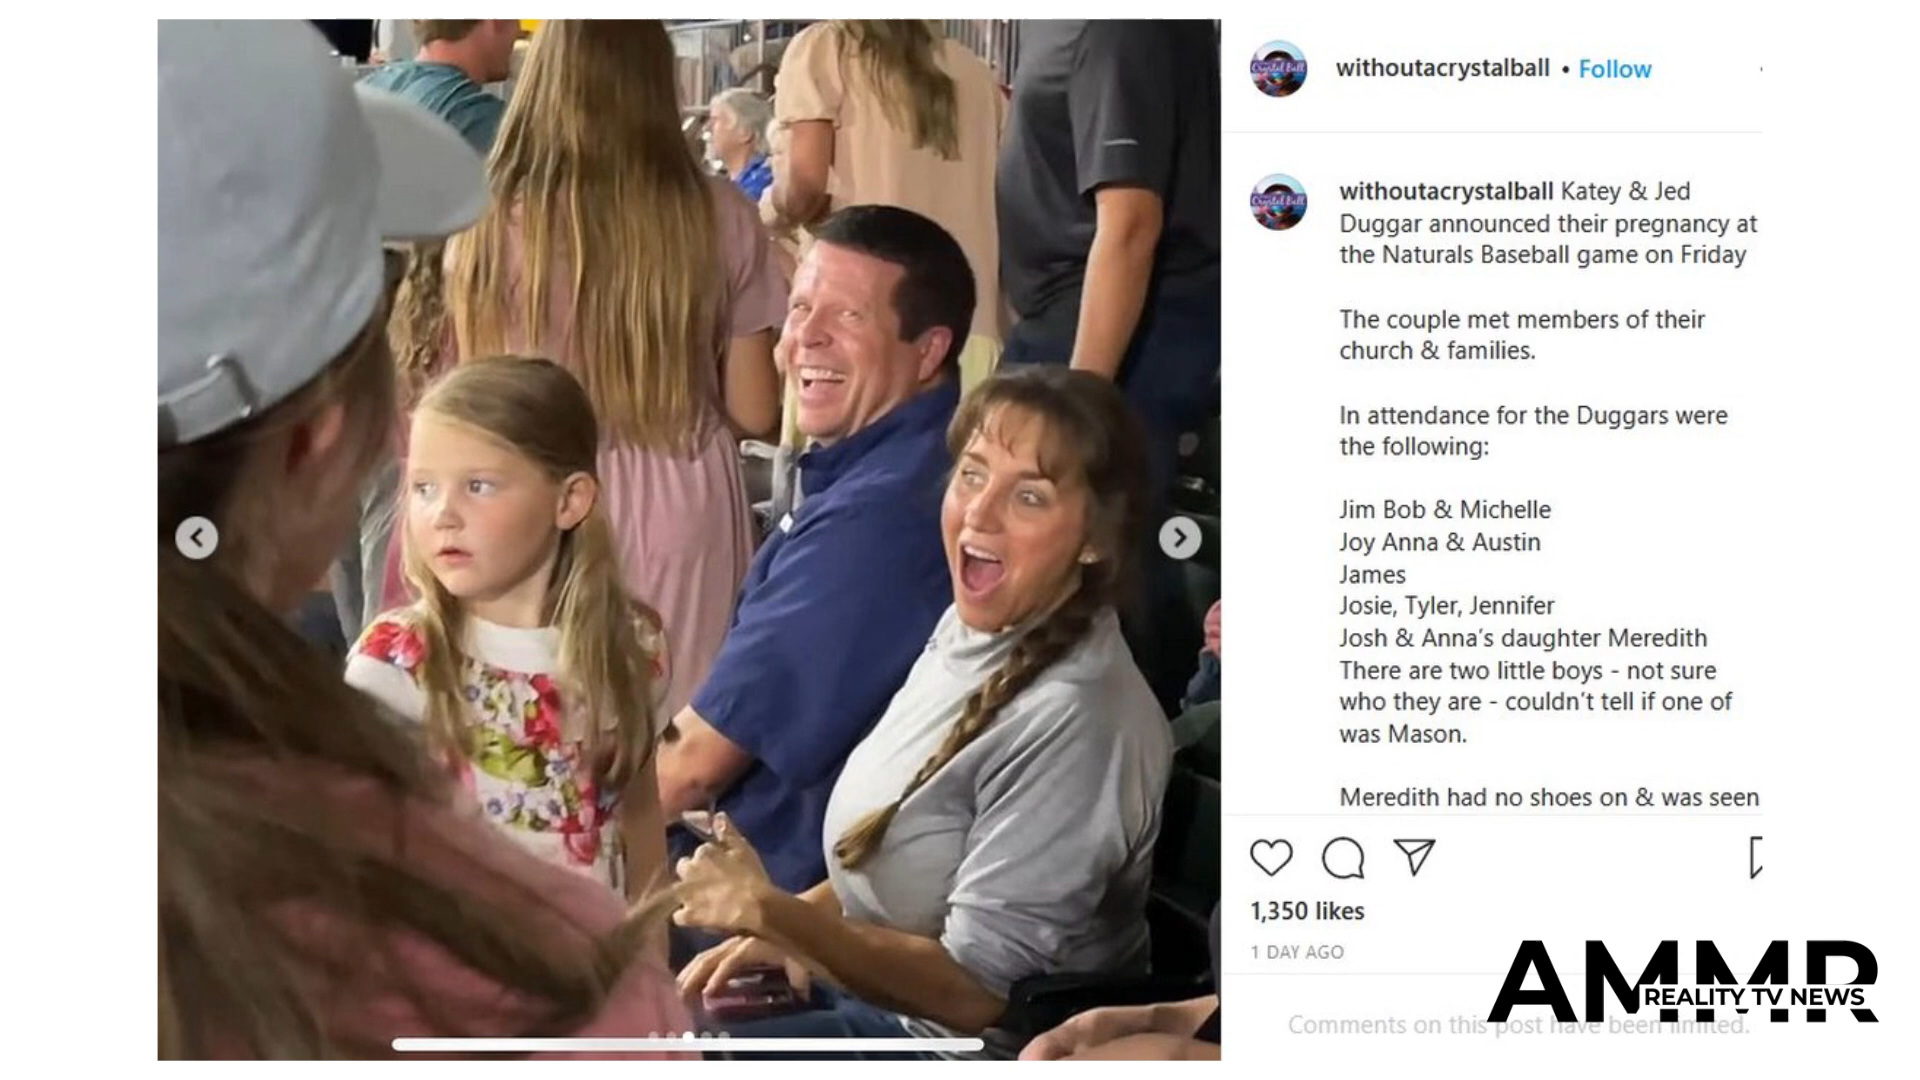 withoutacrystalball • Follow
withoutacrystalball Katey & Jed
Duggar announced their pregnancy at
the Naturals Baseball game on Friday
The couple met members of their
church & families.
In attendance for the Duggars were
the following:
Jim Bob & Michelle
Joy Anna & Austin
James
Josie, Tyler, Jennifer
Josh & Anna's daughter Meredith
There are two little boys - not sure
who they are - couldn't tell if one of
was Mason.
Meredith had no shoes on & was seen
1,350 likes
1 DAY AGO
Comments on this post have been limited.
AMMR
REALITY TV NEWS